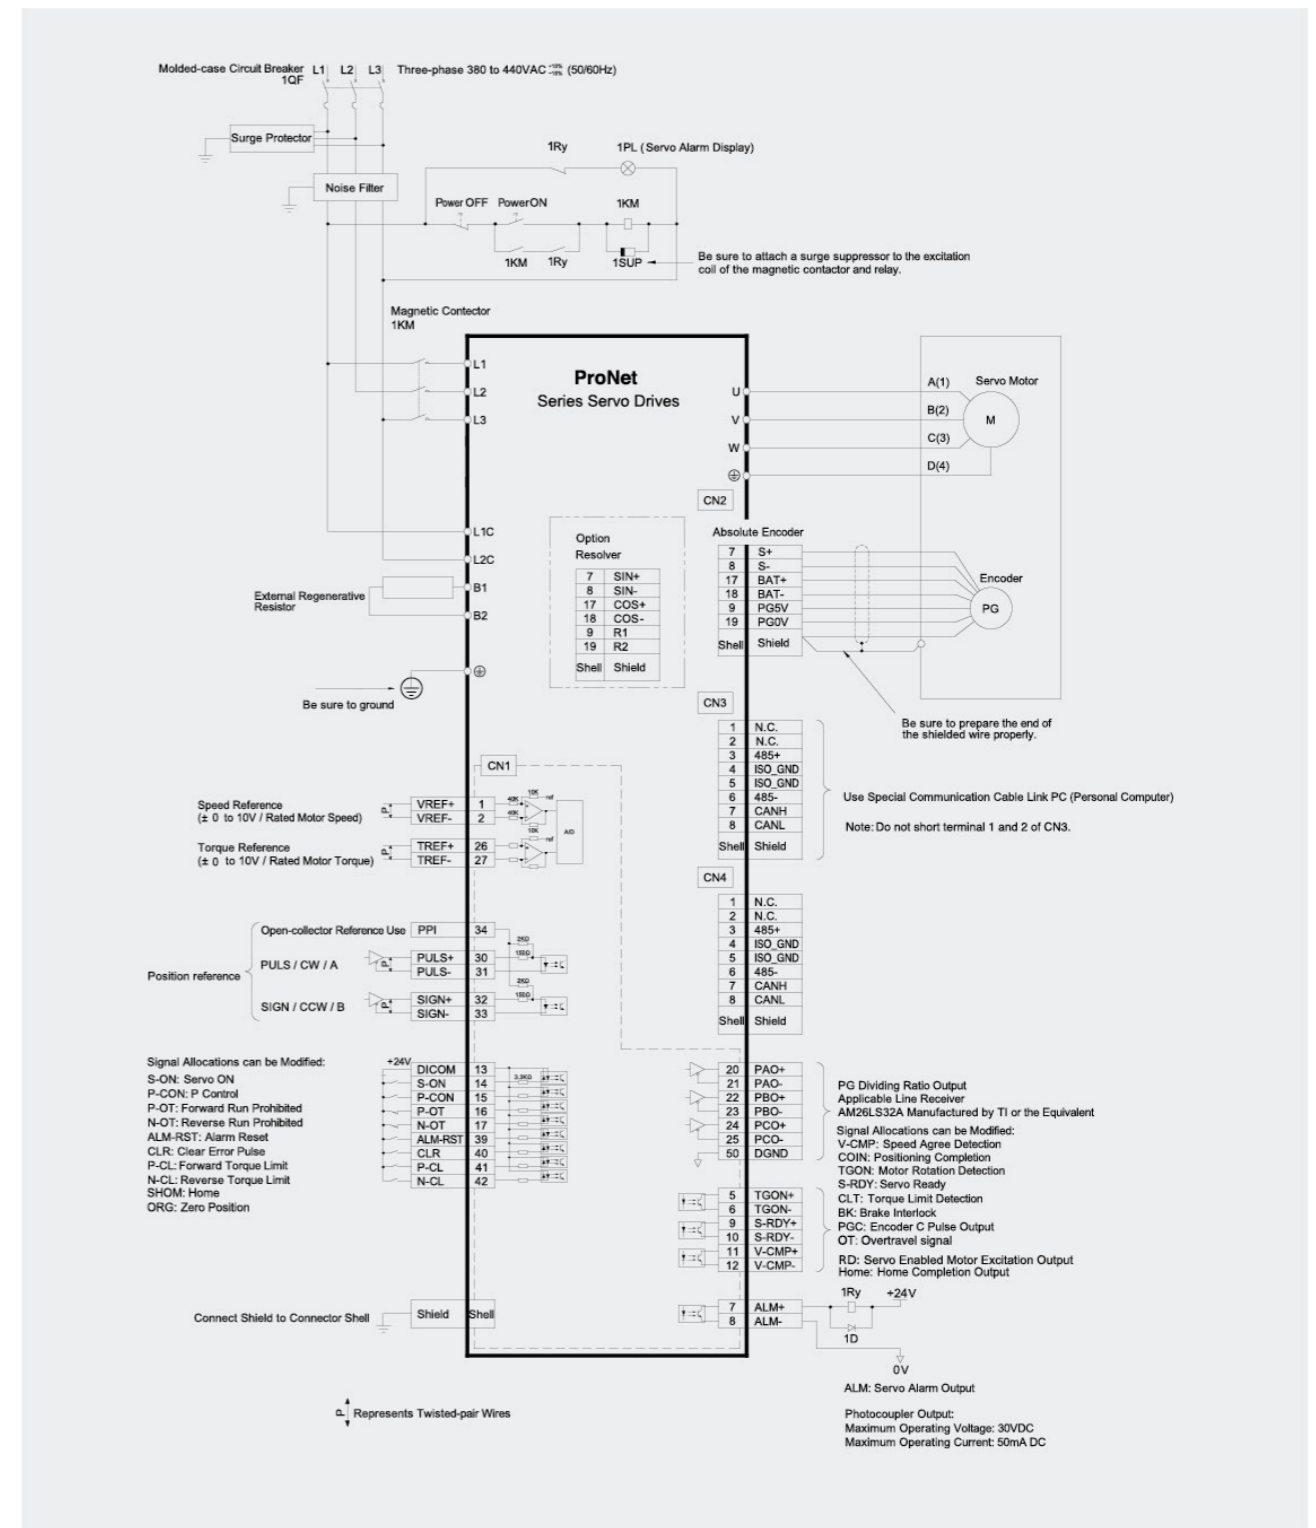 Molded-case Circuit Breaker L1 L2 L3 Three-phase 380 to 440VAC (50/60Hz)
1QF
Surge Protector
Noise Filter
1Ry 1PL (Servo Alarm Display)
Power OFF PowerON 1KM
1KM 1Ry 1SUP
Be sure to attach a surge suppressor to the excitation
coil of the magnetic contactor and relay.
Magnetic Contector
1KM
ProNet
Series Servo Drives
L1
L2
L3
L1C
L2C
B1
B2
External Regenerative
Resistor
Be sure to ground
U
V
W
A(1)
B(2)
C(3)
D(4)
Servo Motor
M
CN2
Absolute Encoder
7 S+
8 S-
17 BAT+
18 BAT-
9 PG5V
19 PG0V
Shell Shield
Encoder
PG
Be sure to prepare the end of
the shielded wire properly.
Option
Resolver
7 SIN+
8 SIN-
17 COS+
18 COS-
9 R1
19 R2
Shell Shield
CN3
1 N.C.
2 N.C.
3 485+
4 ISO_GND
5 ISO_GND
6 485-
7 CANH
8 CANL
Shell Shield
Use Special Communication Cable Link PC (Personal Computer)
Note: Do not short terminal 1 and 2 of CN3.
CN4
1 N.C.
2 N.C.
3 485+
4 ISO_GND
5 ISO_GND
6 485-
7 CANH
8 CANL
Shell Shield
CN1
Speed Reference
(± 0 to 10V / Rated Motor Speed)
P VREF+ 1
VREF- 2
Torque Reference
(± 0 to 10V / Rated Motor Torque)
P TREF+ 26
TREF- 27
10K
40K
ref
40K
10K
ref
A/D
Position reference
Open-collector Reference Use PPI 34
PULS / CW / A P PULS+ 30
PULS- 31
SIGN / CCW / B P SIGN+ 32
SIGN- 33
2KΩ
150Ω
2KΩ
150Ω
Signal Allocations can be Modified:
S-ON: Servo ON
P-CON: P Control
P-OT: Forward Run Prohibited
N-OT: Reverse Run Prohibited
ALM-RST: Alarm Reset
CLR: Clear Error Pulse
P-CL: Forward Torque Limit
N-CL: Reverse Torque Limit
SHOM: Home
ORG: Zero Position
+24V
DICOM 13
S-ON 14
P-CON 15
P-OT 16
N-OT 17
ALM-RST 39
CLR 40
P-CL 41
N-CL 42
3.3KΩ
Connect Shield to Connector Shell Shield Shell
20 PAO+
21 PAO-
22 PBO+
23 PBO-
24 PCO+
25 PCO-
50 DGND
PG Dividing Ratio Output
Applicable Line Receiver
AM26LS32A Manufactured by TI or the Equivalent
5 TGON+
6 TGON-
9 S-RDY+
10 S-RDY-
11 V-CMP+
12 V-CMP-
Signal Allocations can be Modified:
V-CMP: Speed Agree Detection
COIN: Positioning Completion
TGON: Motor Rotation Detection
S-RDY: Servo Ready
CLT: Torque Limit Detection
BK: Brake Interlock
PGC: Encoder C Pulse Output
OT: Overtravel signal
RD: Servo Enabled Motor Excitation Output
Home: Home Completion Output
7 ALM+
8 ALM-
1Ry +24V
1D
0V
ALM: Servo Alarm Output
Photocoupler Output:
Maximum Operating Voltage: 30VDC
Maximum Operating Current: 50mA DC
P Represents Twisted-pair Wires